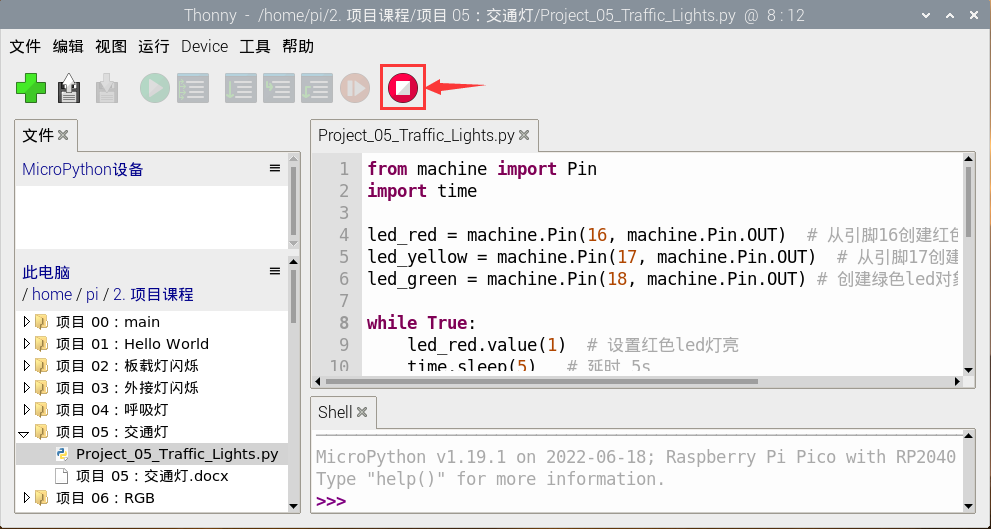 Thonny - /home/pi/2. 项目课程/项目 05：交通灯/Project_05_Traffic_Lights.py @ 8 : 12
文件 编辑 视图 运行 Device 工具 帮助
文件
MicroPython设备
此电脑
/ home / pi / 2. 项目课程
项目 00：main
项目 01：Hello World
项目 02：板载灯闪烁
项目 03：外接灯闪烁
项目 04：呼吸灯
项目 05：交通灯
Project_05_Traffic_Lights.py
项目 05：交通灯.docx
项目 06：RGB
Project_05_Traffic_Lights.py
1 from machine import Pin
2 import time
3
4 led_red = machine.Pin(16, machine.Pin.OUT)  # 从引脚16创建红色
5 led_yellow = machine.Pin(17, machine.Pin.OUT)  # 从引脚17创建
6 led_green = machine.Pin(18, machine.Pin.OUT) # 创建绿色led对象
7
8 while True:
9     led_red.value(1)  # 设置红色led灯亮
10     time.sleep(5)   # 延时 5s
Shell
MicroPython v1.19.1 on 2022-06-18; Raspberry Pi Pico with RP2040
Type "help()" for more information.
>>>